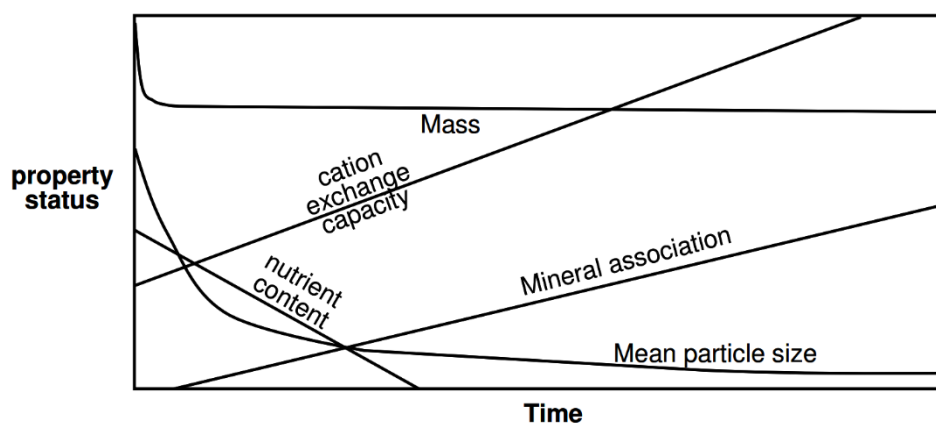 Mass
property
status
cation
exchange
capacity
nutrient
content
Mineral association
Mean particle size
Time